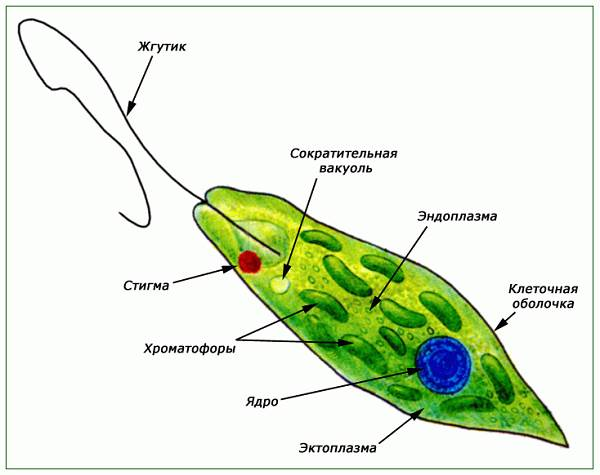 Жгутик
Сократительная
вакуоль
Эндоплазма
Стигма
Клеточная
оболочка
Хроматофоры
Ядро
Эктоплазма